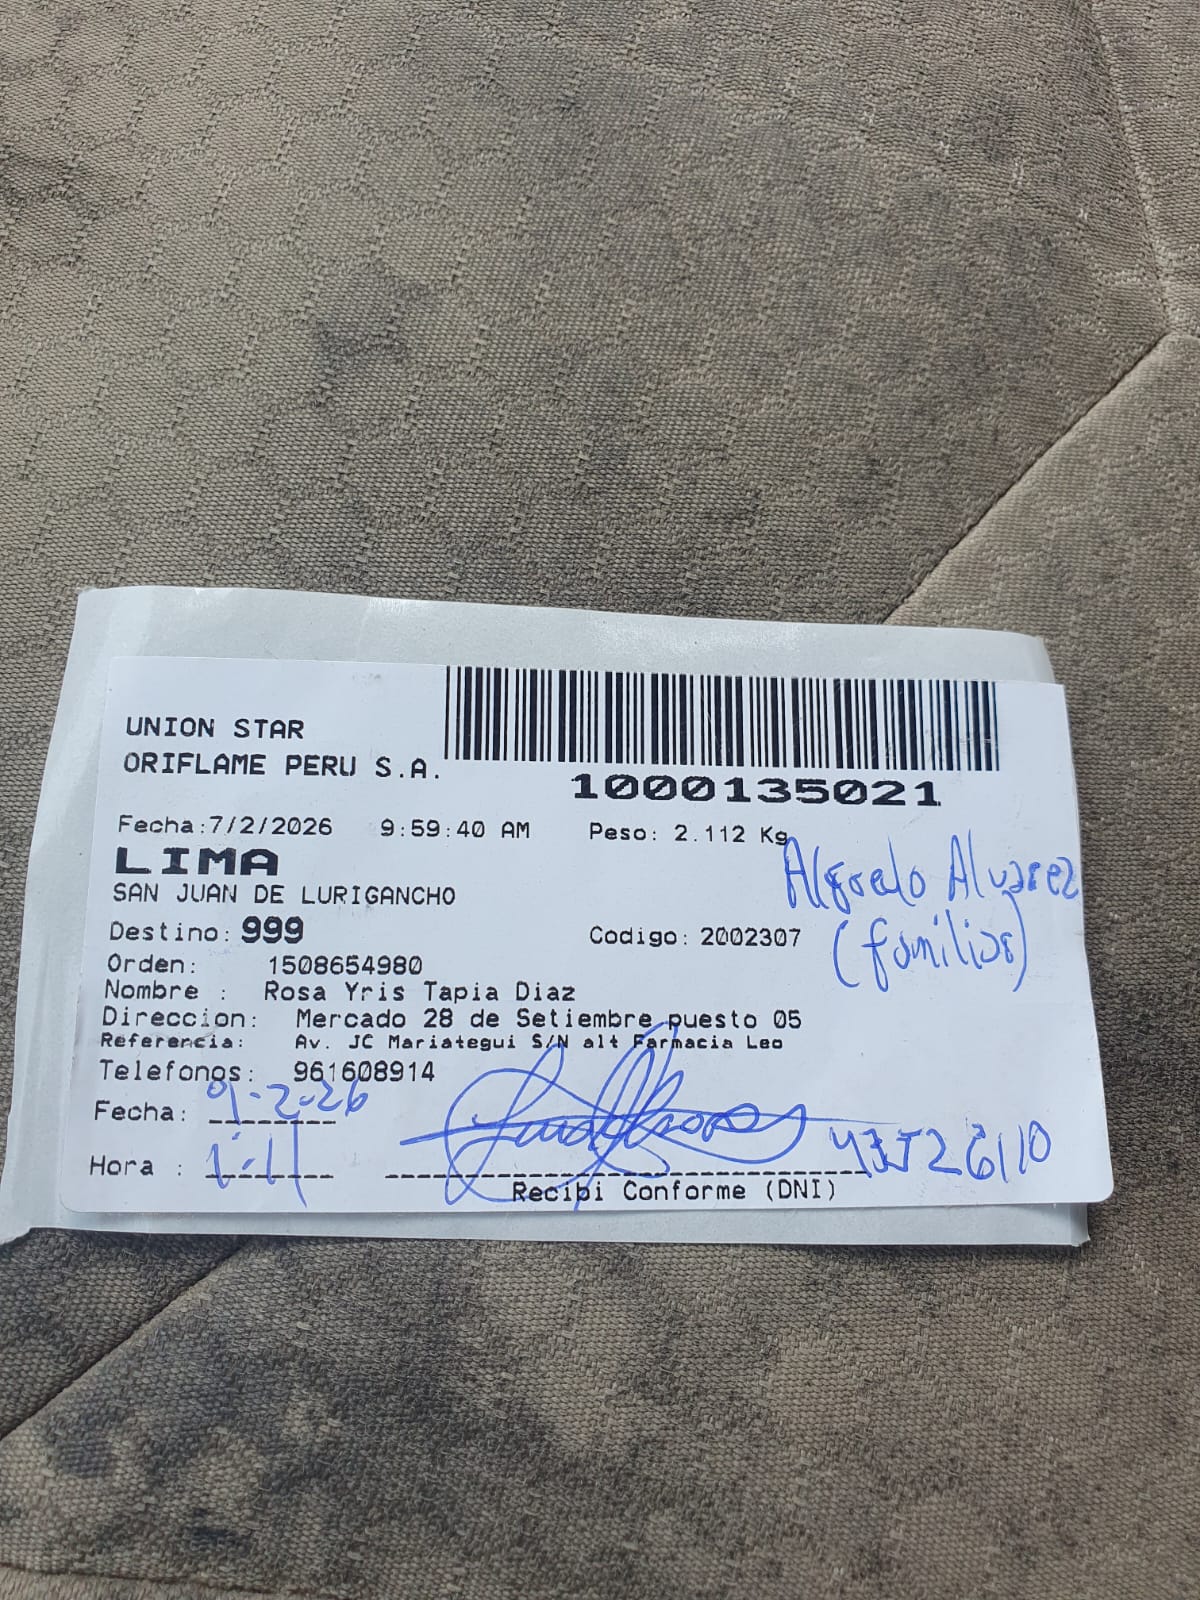 UNION STAR
ORIFLAME PERU S.A.
1000135021
Fecha:7/2/2026 9:59:40 AM Peso: 2.112 Kg
LIMA
Alfredo Alvarez
SAN JUAN DE LURIGANCHO
(familiar)
Destino: 999 Codigo: 2002307
Orden: 1508654980
Nombre : Rosa Yris Tapia Diaz
Direccion: Mercado 28 de Setiembre puesto 05
Referencia: Av. JC Mariategui S/N alt Farmacia Leo
Telefonos: 961608914
Fecha: 9-2-26
Hora :
Recibi Conforme (DNI)